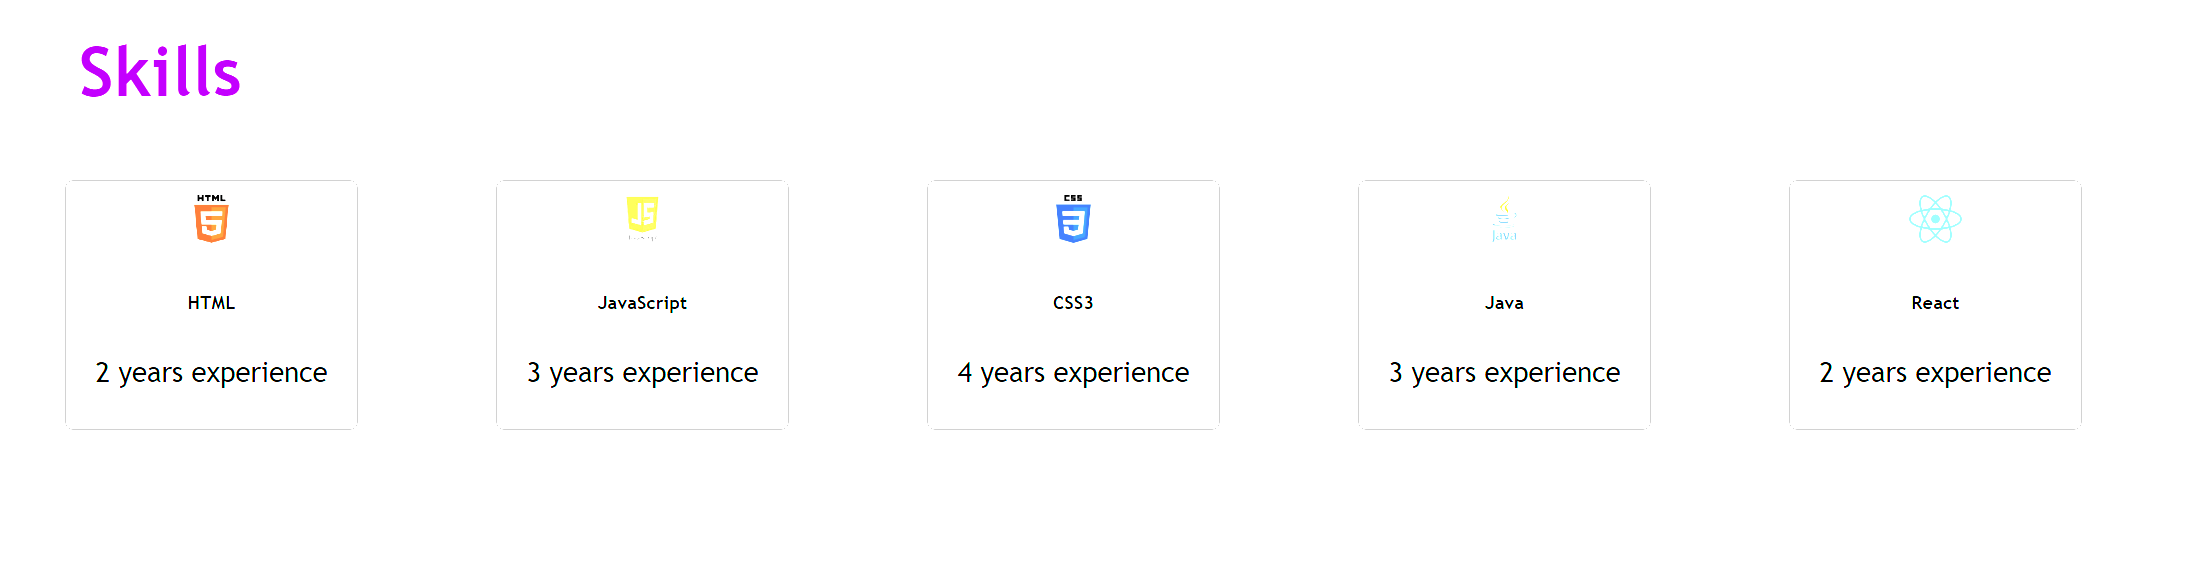 Skills
HTML
JS
CSS
Java
HTML
JavaScript
CSS3
Java
React
2 years experience
3 years experience
4 years experience
3 years experience
2 years experience